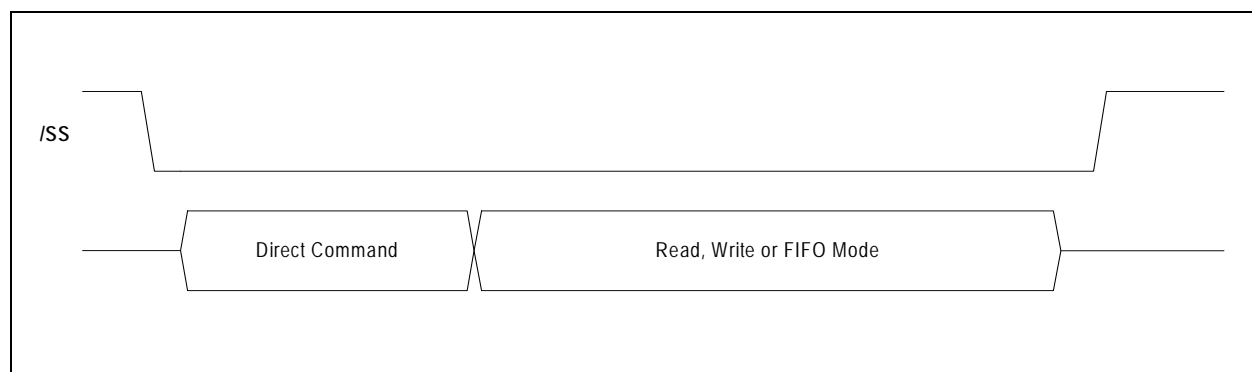 /SS
Direct Command
Read, Write or FIFO Mode